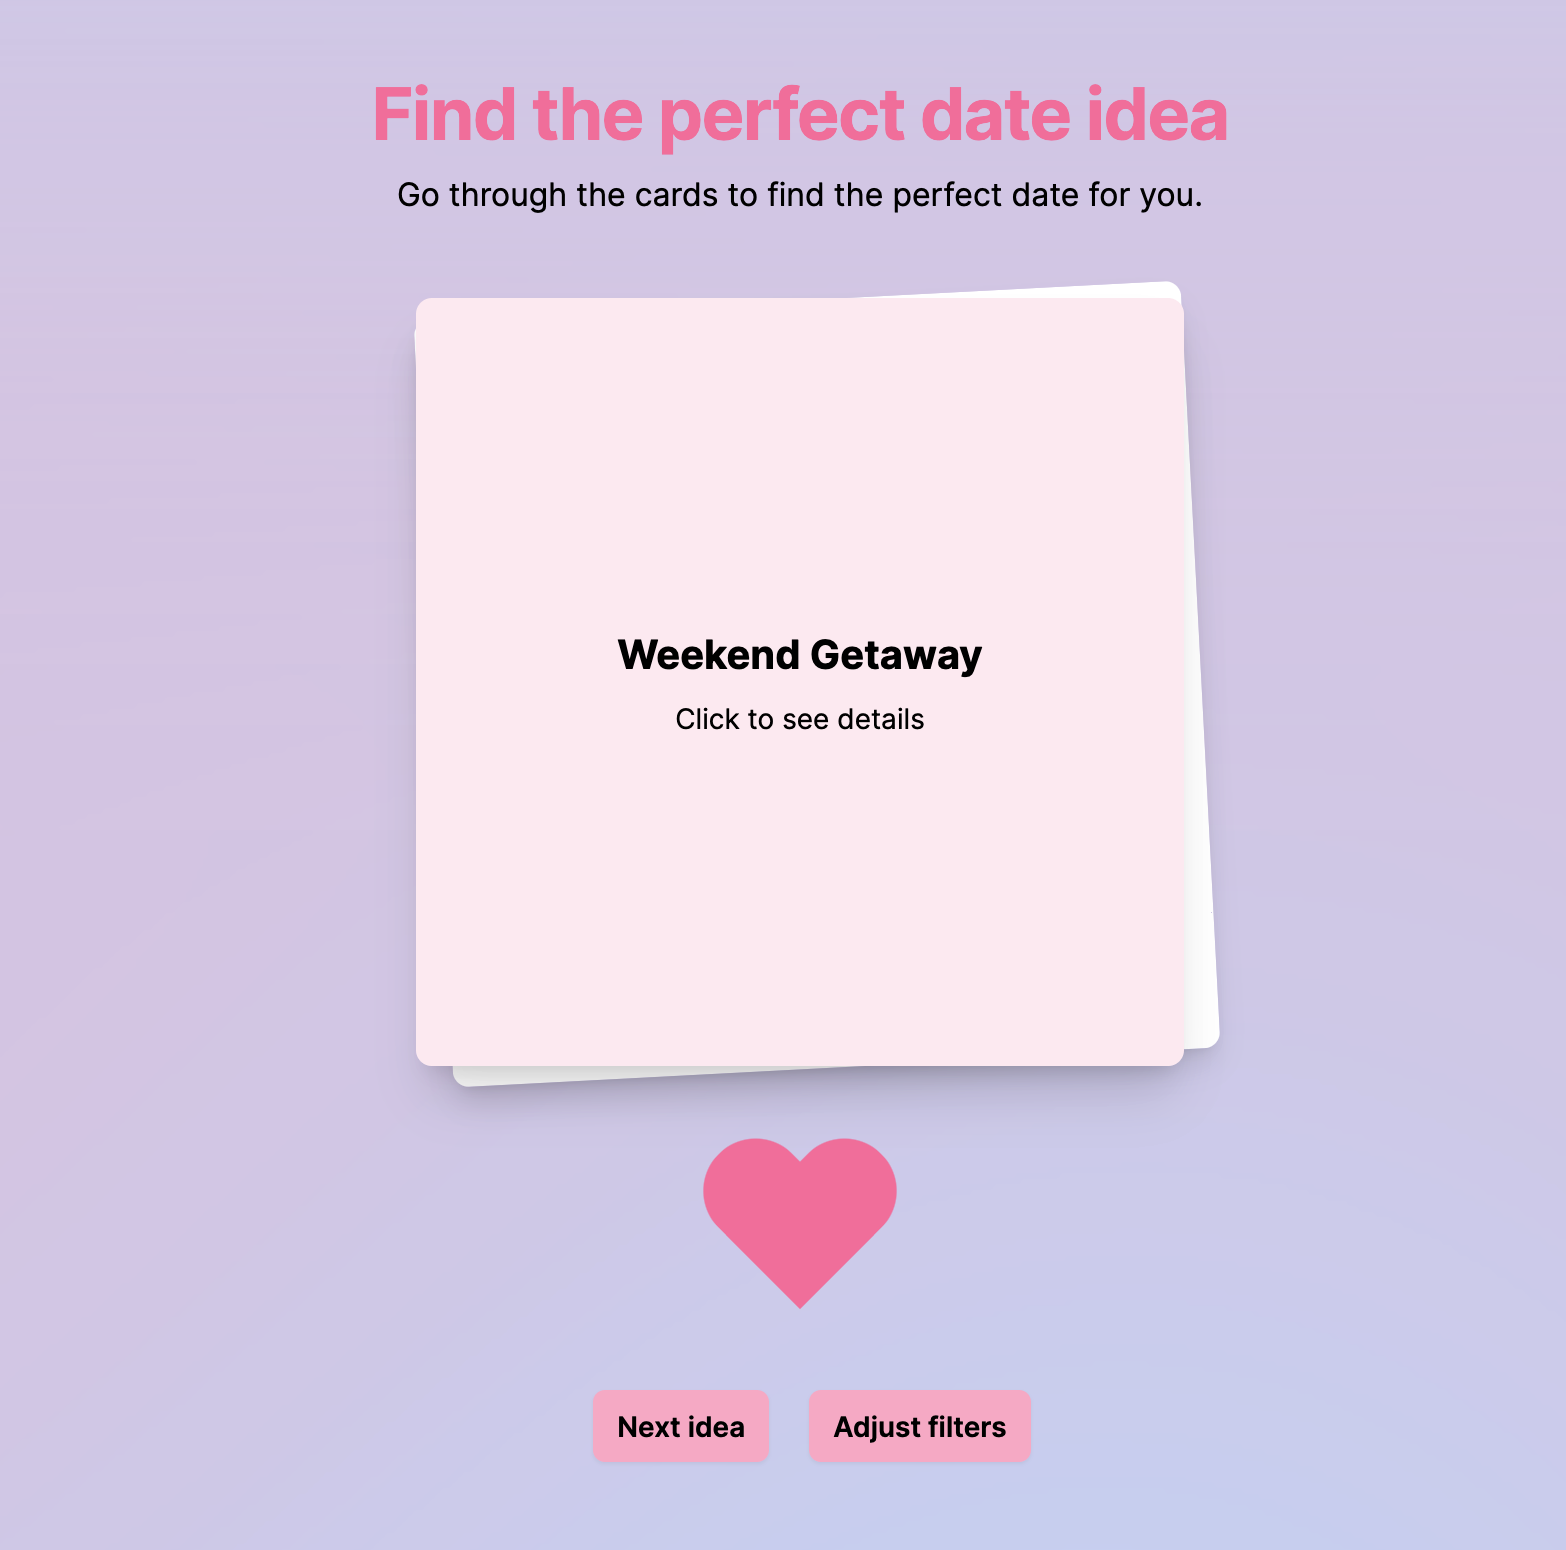 Find the perfect date idea
Go through the cards to find the perfect date for you.
Weekend Getaway
Click to see details
Next idea
Adjust filters